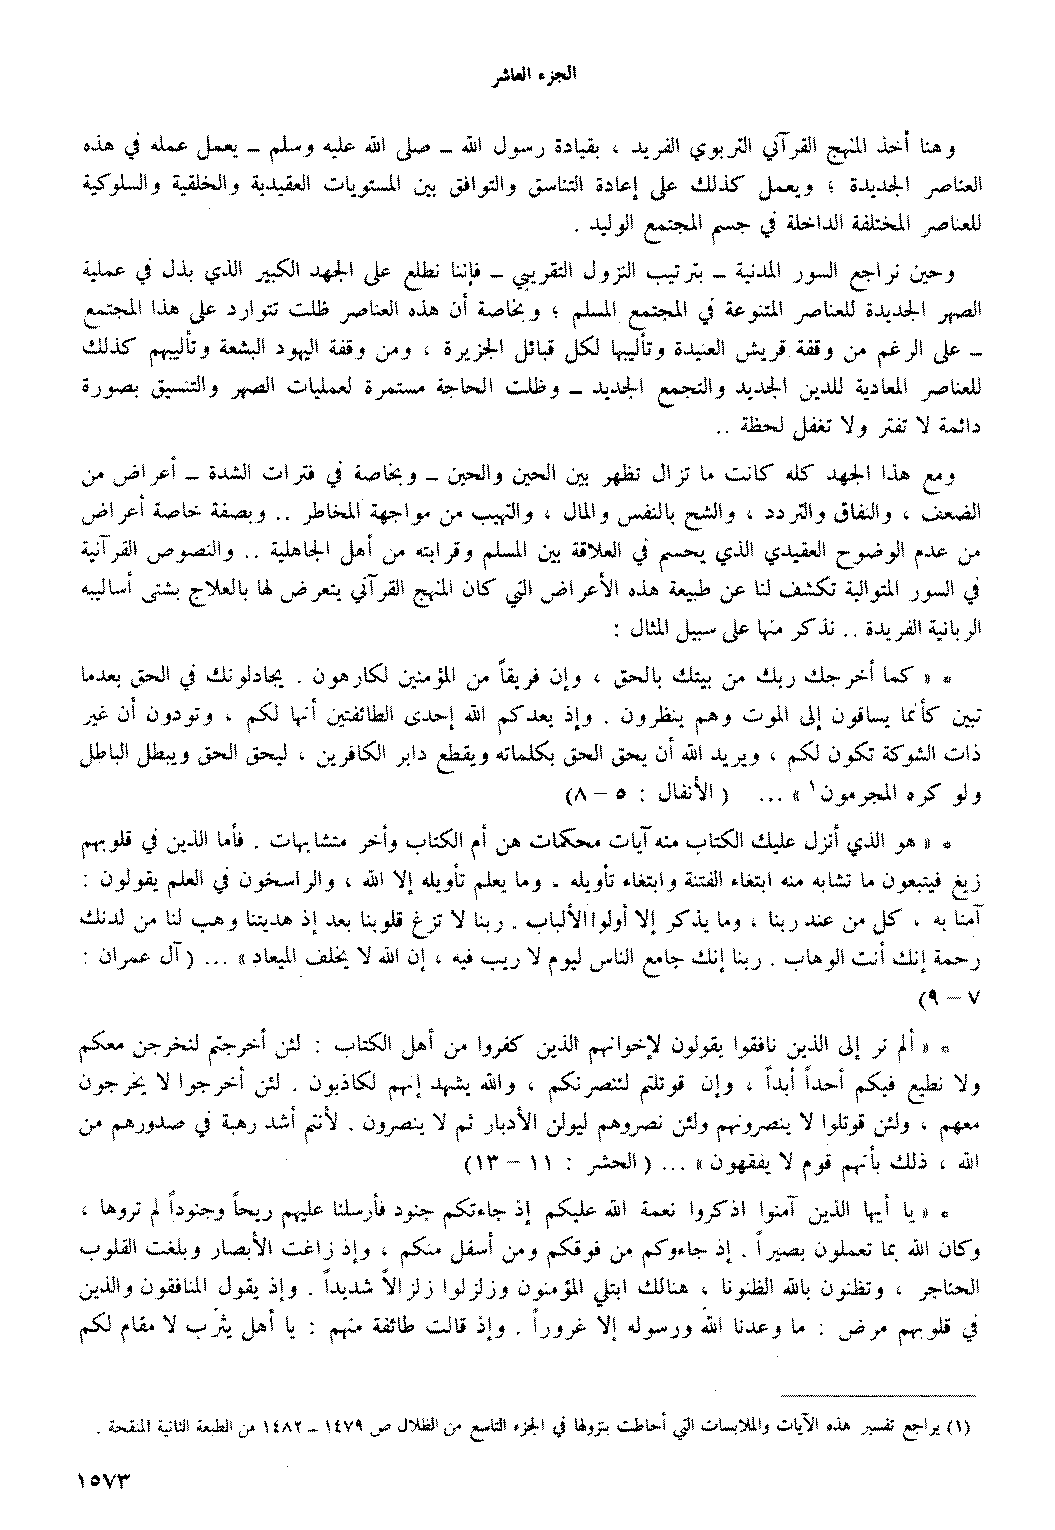 الجزء العاشر
وهنا أخذ المنهج القرآني التربوي الفريد ، بقيادة رسول الله – صلى الله عليه وسلم – يعمل عمله في هذه
العناصر الجديدة ؛ ويعمل كذلك على إعادة التناسق والتوافق بين المستويات العقيدية والخلقية والسلوكية
للعناصر المختلفة الداخلة في جسم المجتمع الوليد .
وحين نراجع السور المدنية – بترتيب النزول التقريبي – فإننا نطلع على الجهد الكبير الذي بذل في عملية
الصهر الجديدة للعناصر المتنوعة في المجتمع المسلم ؛ وبخاصة أن هذه العناصر ظلت تتوارد على هذا المجتمع
– على الرغم من وقفة قريش العنيدة وتأليبها لكل قبائل الجزيرة ، ومن وقفة اليهود البشعة وتأليبهم كذلك
للعناصر المعادية للدين الجديد والتجمع الجديد – وظلت الحاجة مستمرة لعمليات الصهر والتنسيق بصورة
دائمة لا تفتر ولا تغفل لحظة ..
ومع هذا الجهد كله كانت ما تزال تظهر بين الحين والحين – وبخاصة في فترات الشدة – أعراض من
الضعف ، والنفاق والتردد ، والشح بالنفس والمال ، والتهيب من مواجهة المخاطر .. وبصفة خاصة أعراض
من عدم الوضوح العقيدي الذي يحسم في العلاقة بين المسلم وقرابته من أهل الجاهلية .. والنصوص القرآنية
في السور المتوالية تكشف لنا عن طبيعة هذه الأعراض التي كان المنهج القرآني يتعرض لها بالعلاج بشتى أساليبه
الربانية الفريدة .. نذكر منها على سبيل المثال :
* « كما أخرجك ربك من بيتك بالحق ، وإن فريقاً من المؤمنين لكارهون . يجادلونك في الحق بعدما
تبين كأنما يساقون إلى الموت وهم ينظرون . وإذ يعدكم الله إحدى الطائفتين أنها لكم ، وتودون أن غير
ذات الشوكة تكون لكم ، ويريد الله أن يحق الحق بكلماته ويقطع دابر الكافرين ، ليحق الحق ويبطل الباطل
ولو كره المجرمون١ » ... ( الأنفال : ٥ – ٨)
* « هو الذي أنزل عليك الكتاب منه آيات محكمات هن أم الكتاب وأخر متشابهات . فأما الذين في قلوبهم
زيغ فيتبعون ما تشابه منه ابتغاء الفتنة وابتغاء تأويله . وما يعلم تأويله إلا الله ، والراسخون في العلم يقولون :
آمنا به ، كل من عند ربنا ، وما يذكر إلا أولوا الألباب . ربنا لا تزغ قلوبنا بعد إذ هديتنا وهب لنا من لدنك
رحمة إنك أنت الوهاب . ربنا إنك جامع الناس ليوم لا ريب فيه ، إن الله لا يخلف الميعاد» ... (آل عمران :
٧ – ٩)
* « ألم تر إلى الذين نافقوا يقولون لإخوانهم الذين كفروا من أهل الكتاب : لئن أخرجتم لنخرجن معكم
ولا نطيع فيكم أحداً أبداً ، وإن قوتلتم لننصرنكم ، والله يشهد إنهم لكاذبون . لئن أخرجوا لا يخرجون
معهم ، ولئن قوتلوا لا ينصرونهم ولئن نصروهم ليولن الأدبار ثم لا ينصرون . لأنتم أشد رهبة في صدورهم من
الله ، ذلك بأنهم قوم لا يفقهون» ... ( الحشر : ١١ – ١٣)
* «يا أيها الذين آمنوا اذكروا نعمة الله عليكم إذ جاءتكم جنود فأرسلنا عليهم ريحاً وجنوداً لم تروها ،
وكان الله بما تعملون بصيراً . إذ جاءوكم من فوقكم ومن أسفل منكم ، وإذ زاغت الأبصار وبلغت القلوب
الحناجر ، وتظنون بالله الظنونا ، هنالك ابتلي المؤمنون وزلزلوا زلزالاً شديداً . وإذ يقول المنافقون والذين
في قلوبهم مرض : ما وعدنا الله ورسوله إلا غروراً . وإذ قالت طائفة منهم : يا أهل يثرب لا مقام لكم
(١) يراجع تفسير هذه الآيات والملابسات التي أحاطت بنزولها في الجزء التاسع من الظلال ص ١٤٧٩ – ١٤٨٢ من الطبعة الثانية المنقحة .
١٥٧٣